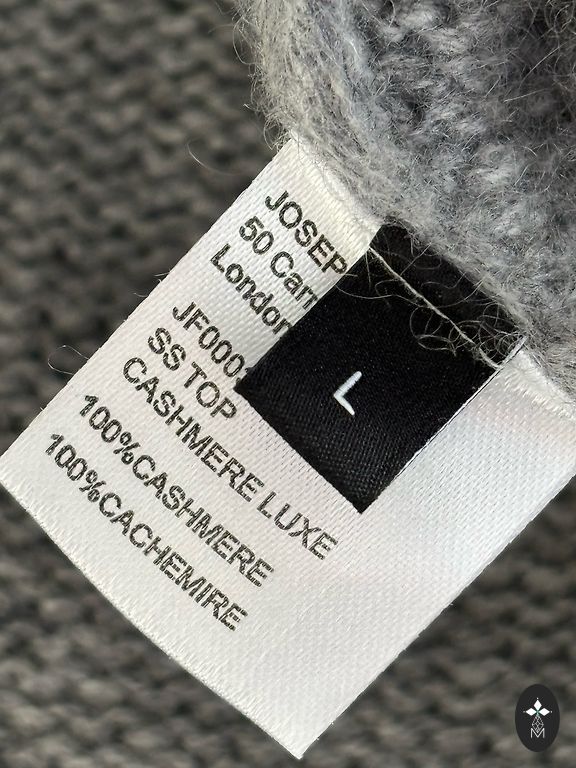 JOSEP
50 Cam
London
JF000
SS TOP
CASHMERE LUXE
100%CASHMERE
100%CACHEMIRE
L
M